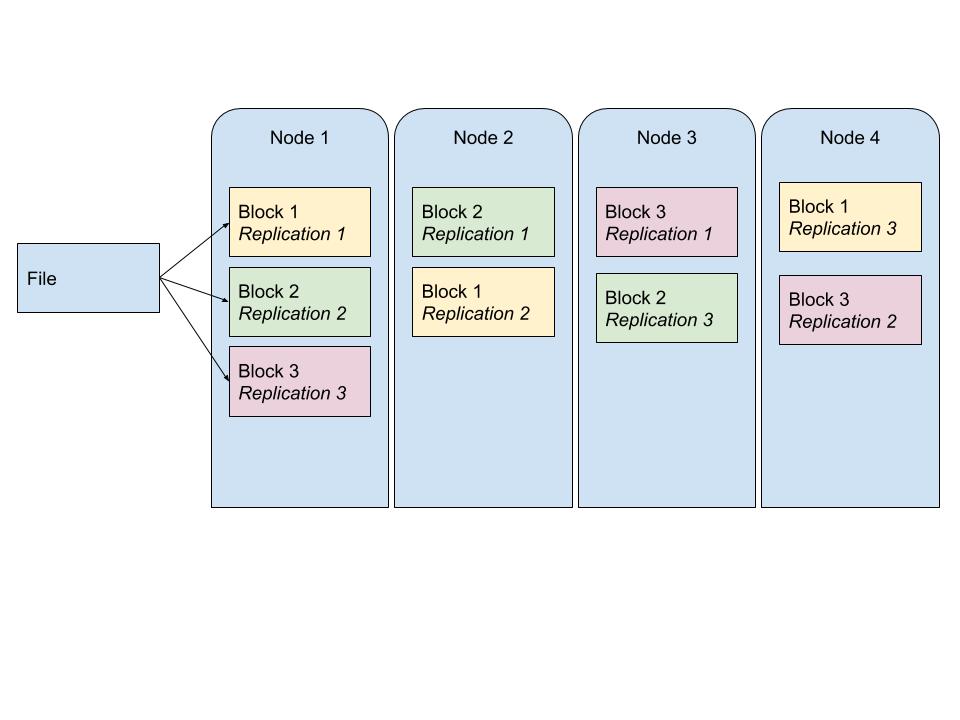 File
Node 1
Block 1
Replication 1
Block 2
Replication 2
Block 3
Replication 3
Node 2
Block 2
Replication 1
Block 1
Replication 2
Node 3
Block 3
Replication 1
Block 2
Replication 3
Node 4
Block 1
Replication 3
Block 3
Replication 2